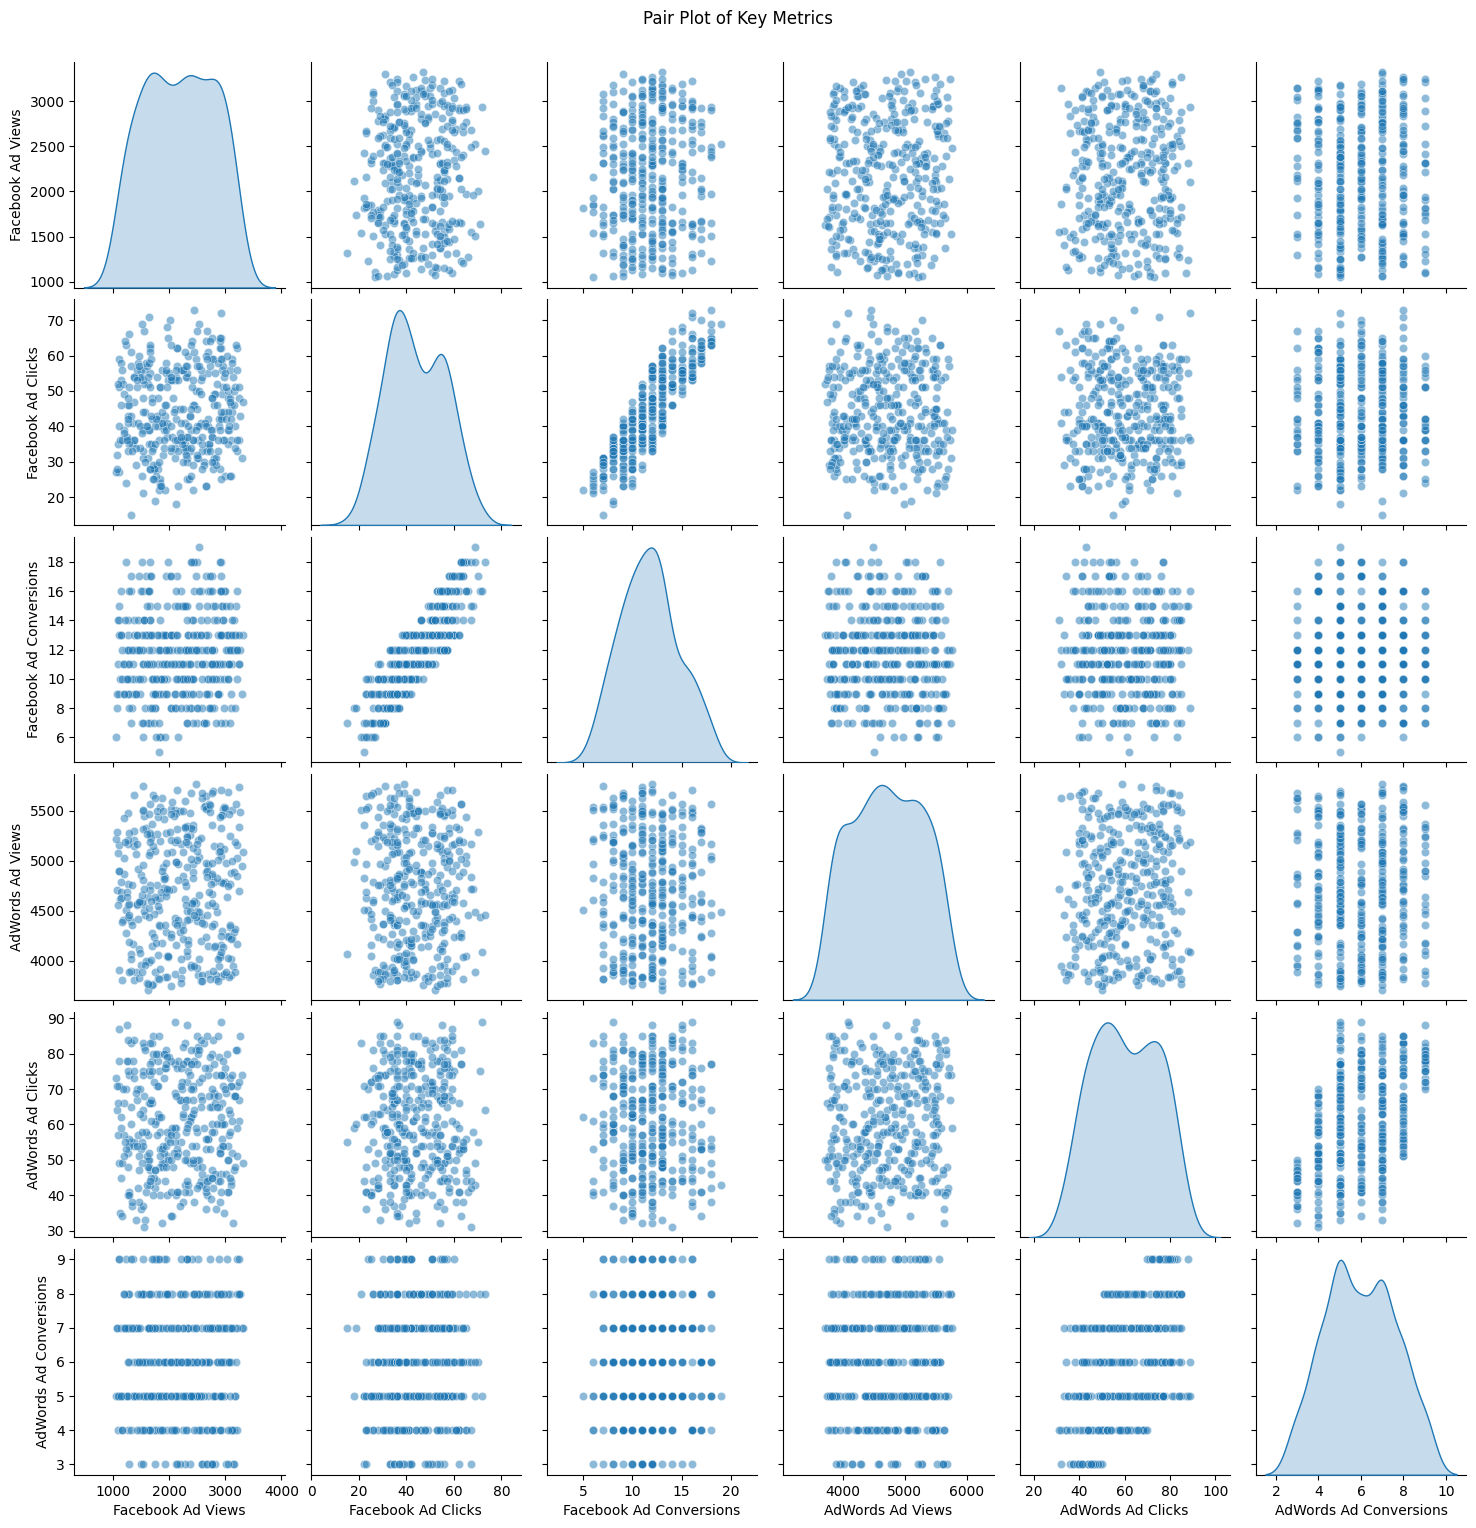 Pair Plot of Key Metrics
Facebook Ad Views
3000
2500
2000
1500
1000
Facebook Ad Clicks
70
60
50
40
30
20
Facebook Ad Conversions
18
16
14
12
10
8
6
AdWords Ad Views
5500
5000
4500
4000
AdWords Ad Clicks
90
80
70
60
50
40
30
AdWords Ad Conversions
9
8
7
6
5
4
3
1000 2000 3000 4000
0 20 40 60 80
0 10 15 20
4000 5000 6000
20 40 60 80 100
2 4 6 8 10
Facebook Ad Views
Facebook Ad Clicks
Facebook Ad Conversions
AdWords Ad Views
AdWords Ad Clicks
AdWords Ad Conversions